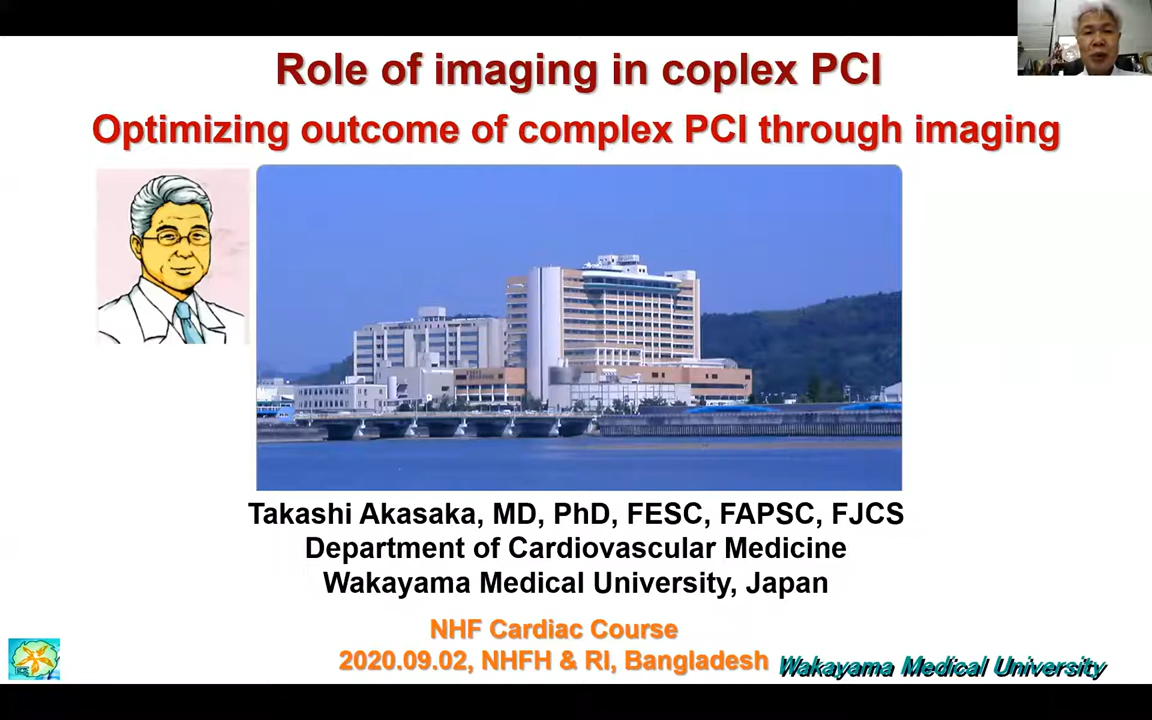 Role of imaging in coplex PCI
Optimizing outcome of complex PCI through imaging
Takashi Akasaka, MD, PhD, FESC, FAPSC, FJCS
Department of Cardiovascular Medicine
Wakayama Medical University, Japan
NHF Cardiac Course
2020.09.02, NHFH & RI, Bangladesh
Wakayama Medical University